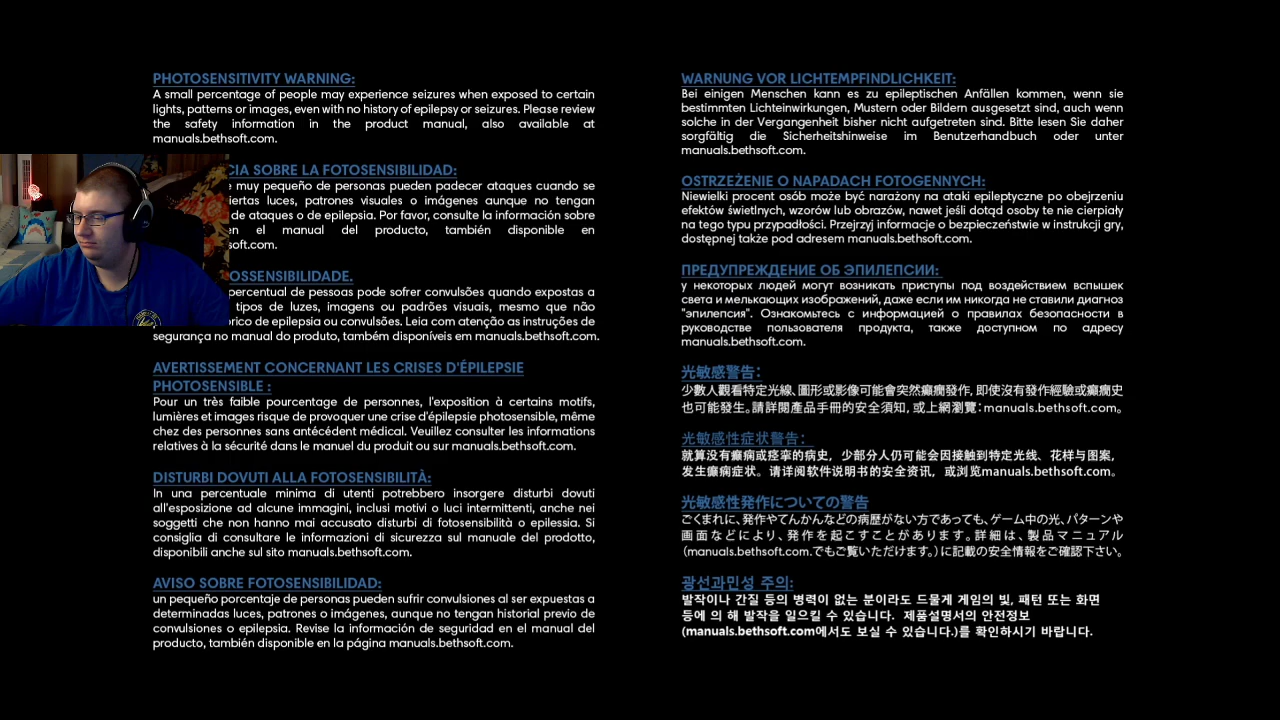 PHOTOSENSITIVITY WARNING:
A small percentage of people may experience seizures when exposed to certain
lights, patterns or images, even with no history of epilepsy or seizures. Please review
the safety information in the product manual, also available at
manuals.bethsoft.com.
CIA SOBRE LA FOTOSENSIBILIDAD:
e muy pequeño de personas pueden padecer ataques cuando se
iertas luces, patrones visuales o imágenes aunque no tengan
de ataques o de epilepsia. Por favor, consulte la información sobre
en el manual del producto, también disponible en
soft.com.
OSSENSIBILIDADE.
percentual de pessoas pode sofrer convulsões quando expostas a
tipos de luzes, imagens ou padrões visuais, mesmo que não
órico de epilepsia ou convulsões. Leia com atenção as instruções de
segurança no manual do produto, também disponíveis em manuals.bethsoft.com.
AVERTISSEMENT CONCERNANT LES CRISES D'ÉPILEPSIE
PHOTOSENSIBLE :
Pour un très faible pourcentage de personnes, l'exposition à certains motifs,
lumières et images risque de provoquer une crise d'épilepsie photosensible, même
chez des personnes sans antécédent médical. Veuillez consulter les informations
relatives à la sécurité dans le manuel du produit ou sur manuals.bethsoft.com.
DISTURBI DOVUTI ALLA FOTOSENSIBILITÀ:
In una percentuale minima di utenti potrebbero insorgere disturbi dovuti
all'esposizione ad alcune immagini, inclusi motivi o luci intermittenti, anche nei
soggetti che non hanno mai accusato disturbi di fotosensibilità o epilessia. Si
consiglia di consultare le informazioni di sicurezza sul manuale del prodotto,
disponibili anche sul sito manuals.bethsoft.com.
AVISO SOBRE FOTOSENSIBILIDAD:
un pequeño porcentaje de personas pueden sufrir convulsiones al ser expuestas a
determinadas luces, patrones o imágenes, aunque no tengan historial previo de
convulsiones o epilepsia. Revise la información de seguridad en el manual del
producto, también disponible en la página manuals.bethsoft.com.
WARNUNG VOR LICHTEMPFINDLICHKEIT:
Bei einigen Menschen kann es zu epileptischen Anfällen kommen, wenn sie
bestimmten Lichteinwirkungen, Mustern oder Bildern ausgesetzt sind, auch wenn
solche in der Vergangenheit bisher nicht aufgetreten sind. Bitte lesen Sie daher
sorgfältig die Sicherheitshinweise im Benutzerhandbuch oder unter
manuals.bethsoft.com.
OSTRZEŻENIE O NAPADACH FOTOGENNYCH:
Niewielki procent osób może być narażony na ataki epileptyczne po obejrzeniu
efektów świetlnych, wzorów lub obrazów, nawet jeśli dotąd osoby te nie cierpiały
na tego typu przypadłości. Przejrzyj informacje o bezpieczeństwie w instrukcji gry,
dostępnej także pod adresem manuals.bethsoft.com.
ПРЕДУПРЕЖДЕНИЕ ОБ ЭПИЛЕПСИИ:
у некоторых людей могут возникать приступы под воздействием вспышек
света и мелькающих изображений, даже если им никогда не ставили диагноз
"эпилепсия". Ознакомьтесь с информацией о правилах безопасности в
руководстве пользователя продукта, также доступном по адресу
manuals.bethsoft.com.
光敏感警告：
少數人觀看特定光線、圖形或影像可能會突然癲癇發作，即使沒有發作經驗或癲癇史
也可能發生。請詳閱產品手冊的安全須知，或上網瀏覽：manuals.bethsoft.com。
光敏感性症状警告：
就算没有癫痫或痉挛的病史，少部分人仍可能会因接触到特定光线、花样与图案，
发生癫痫症状。请详阅软件说明书的安全资讯，或浏览manuals.bethsoft.com。
光敏感性発作についての警告
ごくまれに、発作やてんかんなどの病歴がない方であっても、ゲーム中の光、パターンや
画面などにより、発作を起こすことがあります。詳細は、製品マニュアル
（manuals.bethsoft.com.でもご覧いただけます。）に記載の安全情報をご確認下さい。
광선과민성 주의:
발작이나 간질 등의 병력이 없는 분이라도 드물게 게임의 빛, 패턴 또는 화면
등에 의 해 발작을 일으킬 수 있습니다. 제품설명서의 안전정보
(manuals.bethsoft.com에서도 보실 수 있습니다.)를 확인하시기 바랍니다.